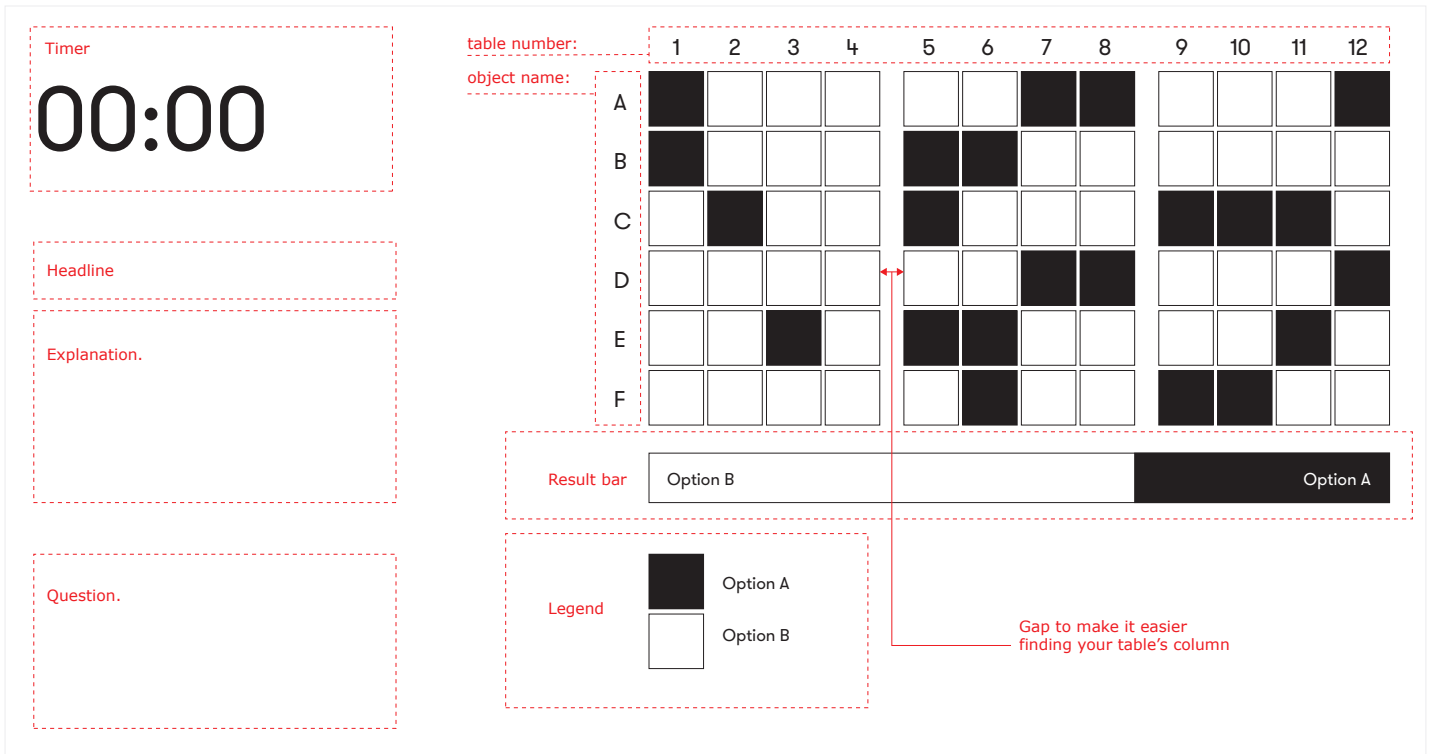 Timer
00:00
Headline
Explanation.
Question.
table number:
1 2 3 4 5 6 7 8 9 10 11 12
object name:
A
B
C
D
E
F
Result bar
Option B
Option A
Legend
Option A
Option B
Gap to make it easier
finding your table's column